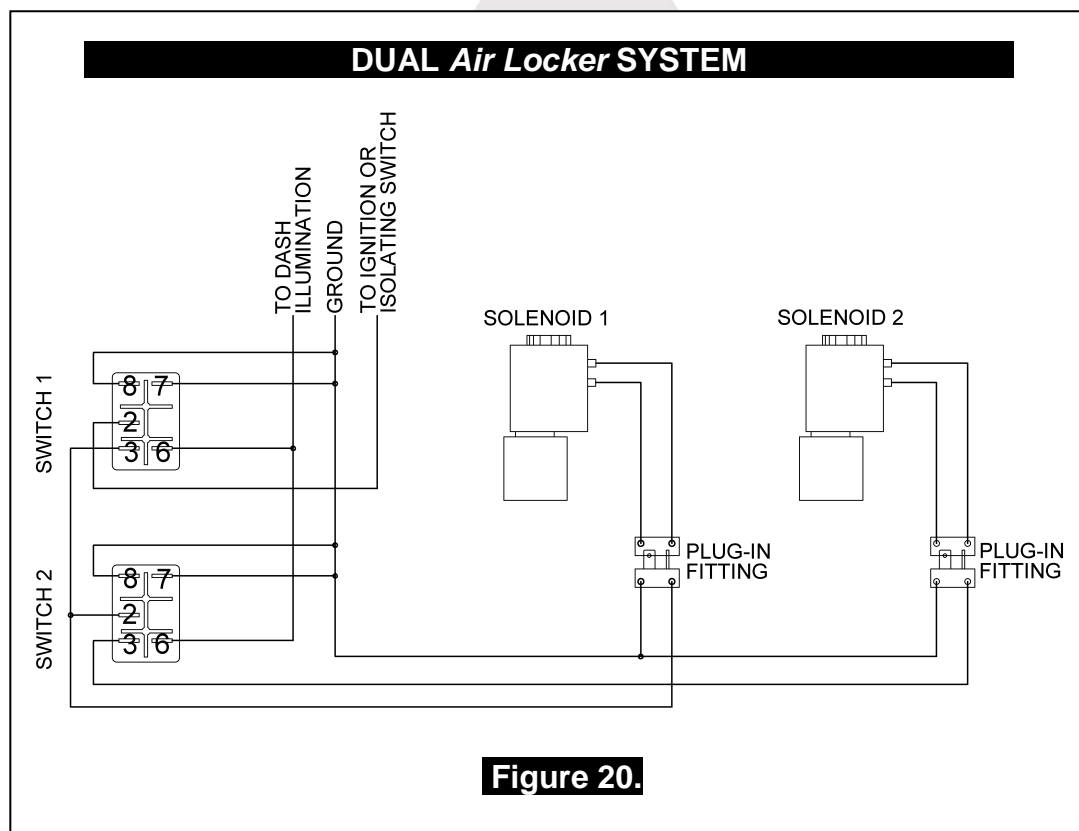 DUAL Air Locker SYSTEM
TO DASH
ILLUMINATION
GROUND
TO IGNITION OR
ISOLATING SWITCH
SOLENOID 1
SOLENOID 2
SWITCH 1
8 7
2
3 6
SWITCH 2
8 7
2
3 6
PLUG-IN
FITTING
PLUG-IN
FITTING
Figure 20.